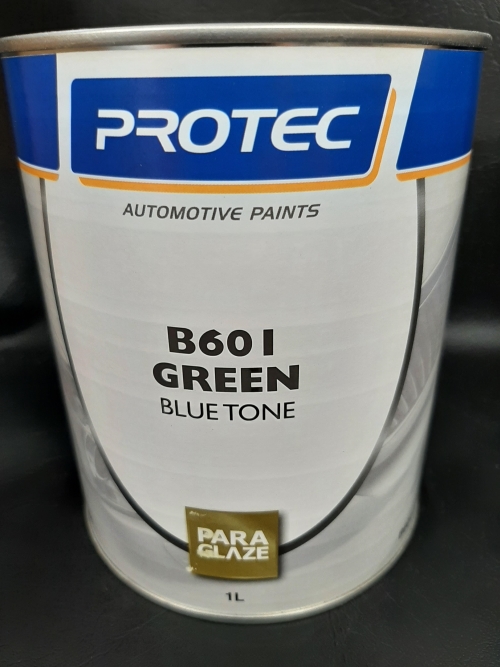 PROTEC
AUTOMOTIVE PAINTS
B601
GREEN
BLUE TONE
PARA
GLAZE
1L